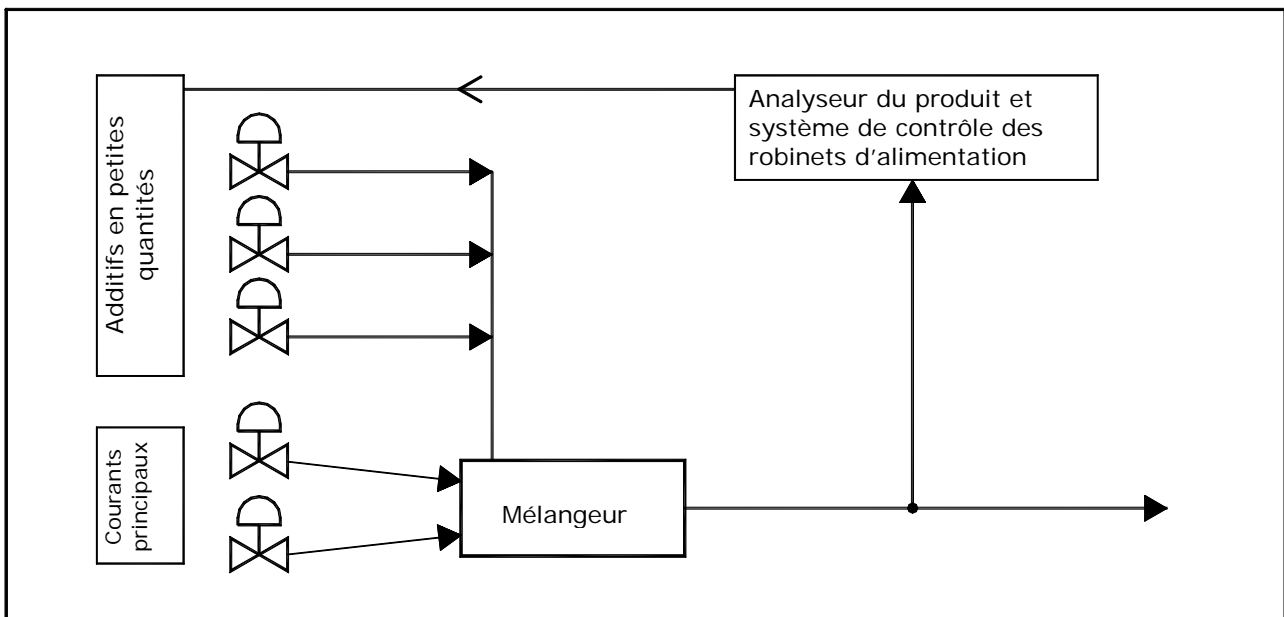 Additifs en petites
quantités
Analyseur du produit et
système de contrôle des
robinets d'alimentation
Courants
principaux
Mélangeur